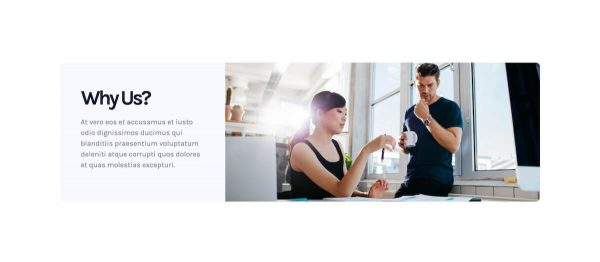 Why Us?
At vero eos et accusamus et iusto
odio dignissimos ducimus qui
blanditiis praesentium voluptatum
deleniti atque corrupti quos dolores
et quas molestias excepturi.